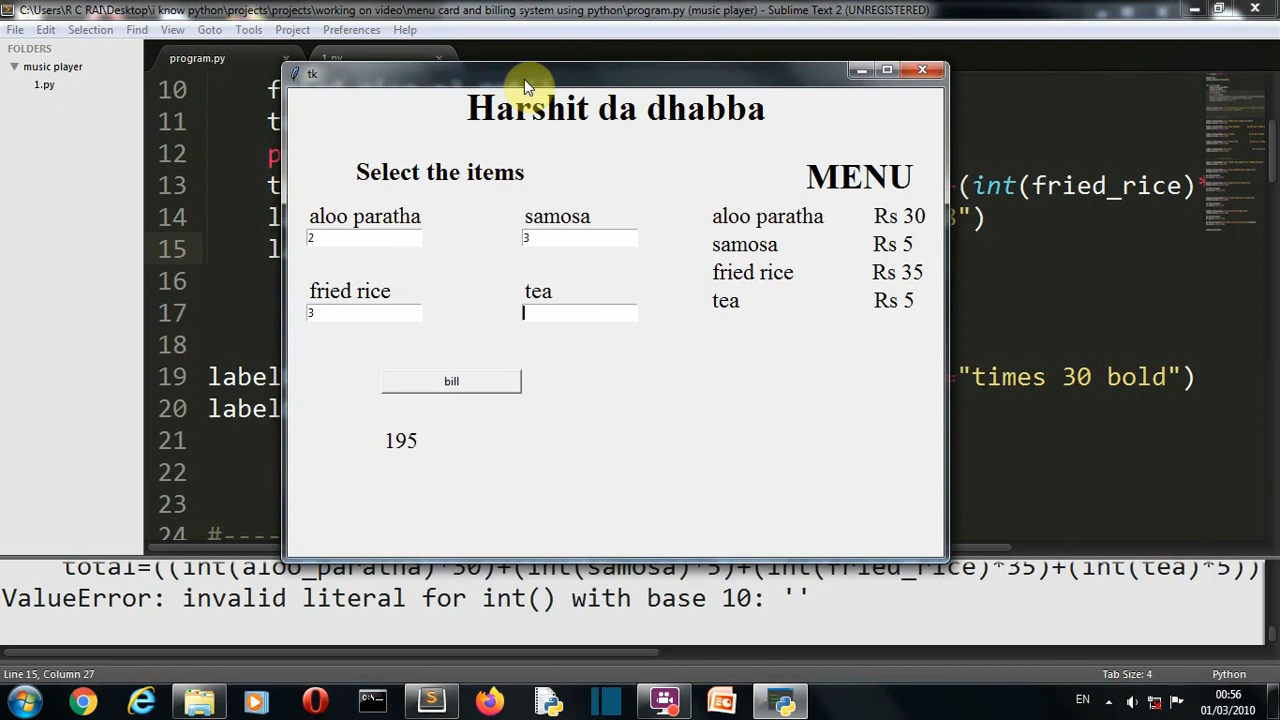 C:\Users\R C RAI\Desktop\i know python\projects\projects\working on video\menu card and billing system using python\program.py (music player) - Sublime Text 2 (UNREGISTERED)
File Edit Selection Find View Goto Tools Project Preferences Help
FOLDERS
music player
1.py
program.py
1.py
tk
Harshit da dhabba
Select the items
MENU
aloo paratha
2
samosa
3
fried rice
3
tea
bill
195
aloo paratha Rs 30
samosa Rs 5
fried rice Rs 35
tea Rs 5
10 f
11 t
12 p
13 t (int(fried_rice)*
14 l ")
15 l
16
17
18
19 label ="times 30 bold")
20 label
21
22
23
24 #----
total=((int(aloo_paratha)*30)+(int(samosa)*5)+(int(fried_rice)*35)+(int(tea)*5))
ValueError: invalid literal for int() with base 10: ''
Line 15, Column 27
Tab Size: 4
Python
EN
00:56
01/03/2010